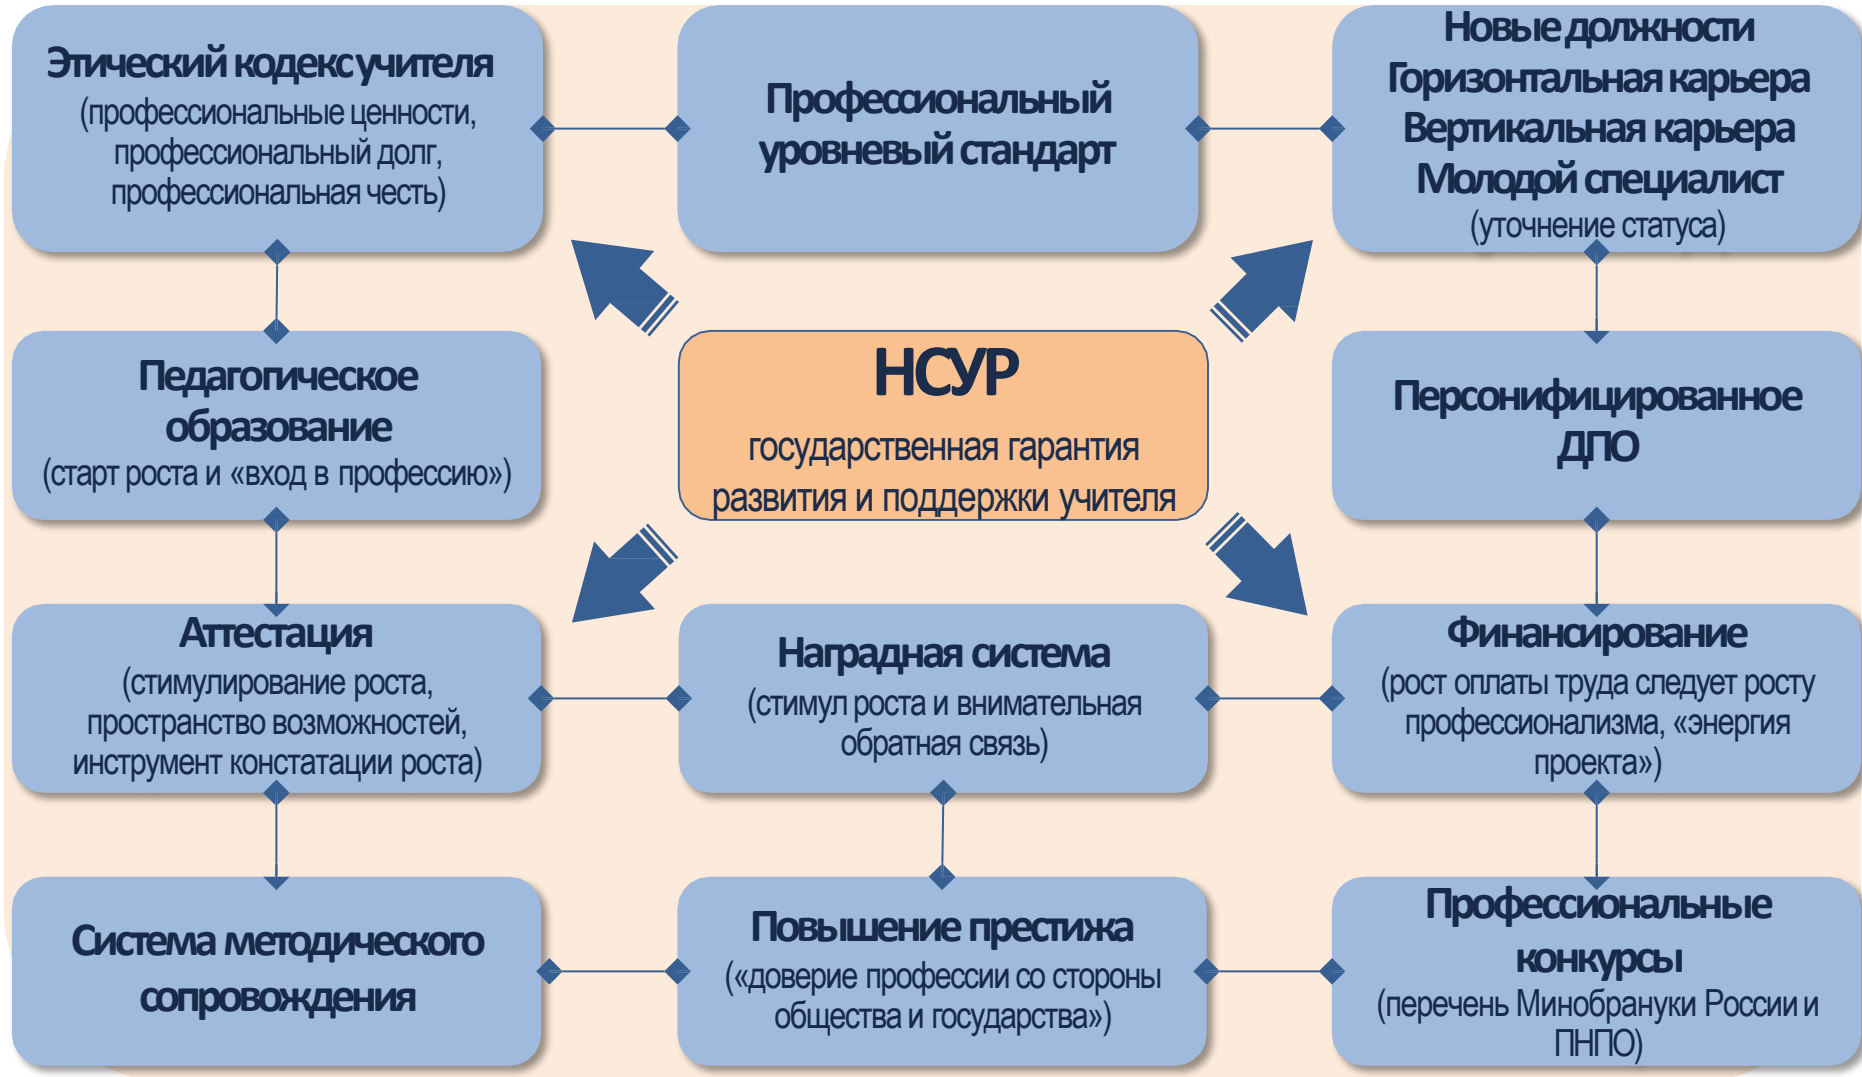 Этический кодекс учителя
(профессиональные ценности,
профессиональный долг,
профессиональная честь)
Профессиональный
уровневый стандарт
Новые должности
Горизонтальная карьера
Вертикальная карьера
Молодой специалист
(уточнение статуса)
Педагогическое
образование
(старт роста и «вход в профессию»)
НСУР
государственная гарантия
развития и поддержки учителя
Персонифицированное
ДПО
Аттестация
(стимулирование роста,
пространство возможностей,
инструмент констатации роста)
Наградная система
(стимул роста и внимательная
обратная связь)
Финансирование
(рост оплаты труда следует росту
профессионализма, «энергия
проекта»)
Система методического
сопровождения
Повышение престижа
(«доверие профессии со стороны
общества и государства»)
Профессиональные
конкурсы
(перечень Минобрануки России и
ПНПО)